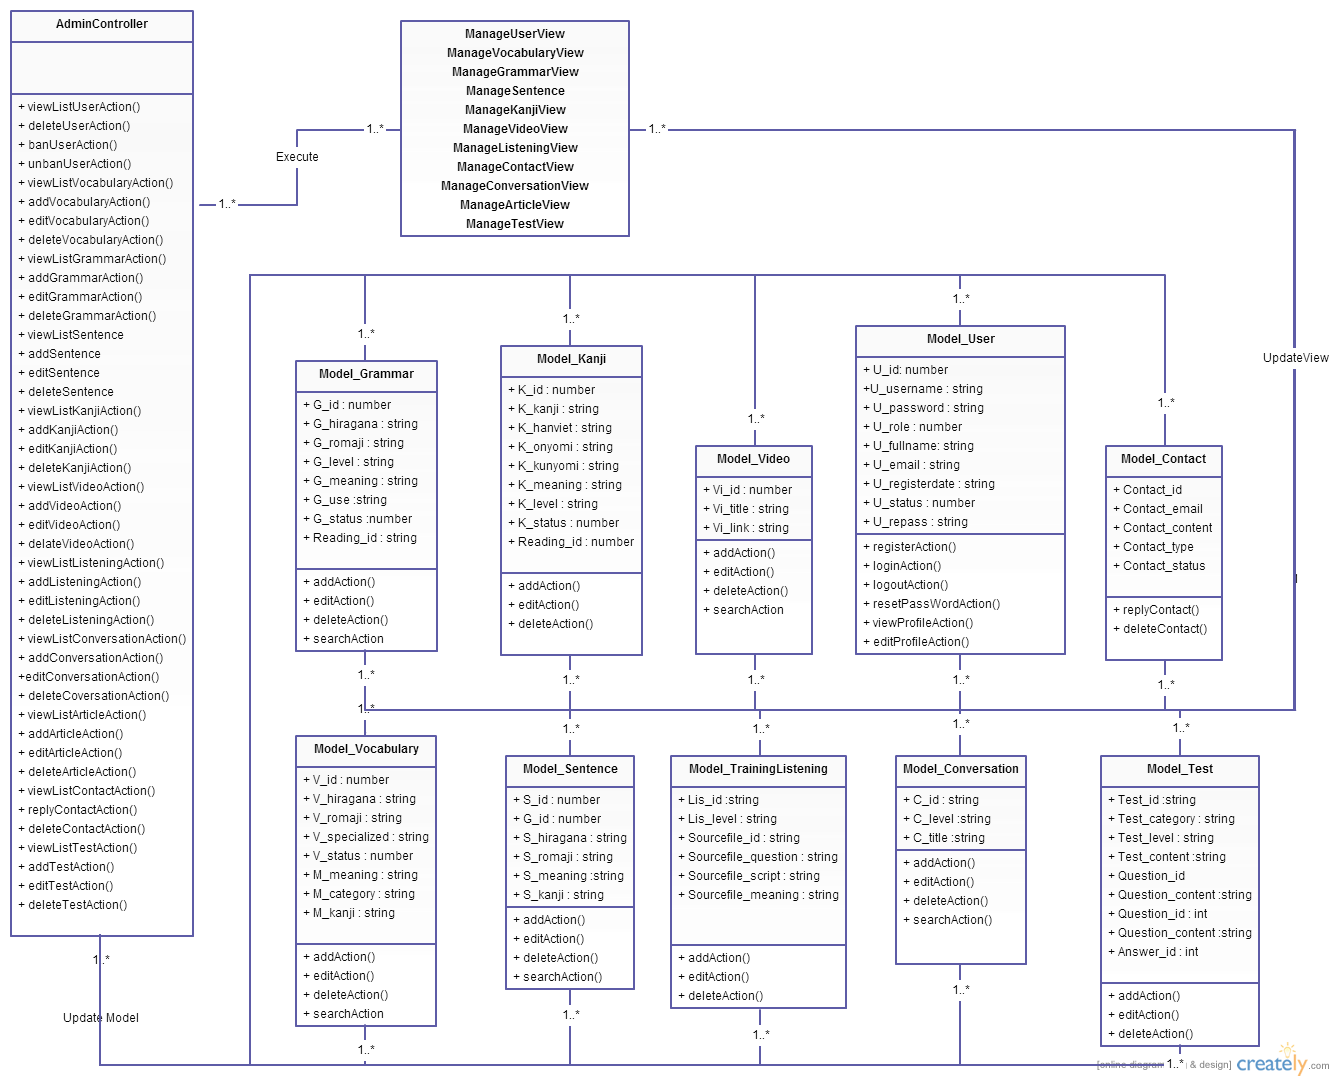 AdminController
+ viewListUserAction()
+ deleteUserAction()
+ banUserAction()
+ unbanUserAction()
+ viewListVocabularyAction()
+ addVocabularyAction()
+ editVocabularyAction()
+ deleteVocabularyAction()
+ viewListGrammarAction()
+ addGrammarAction()
+ editGrammarAction()
+ deleteGrammarAction()
+ viewListSentence
+ addSentence
+ editSentence
+ deleteSentence
+ viewListKanjiAction()
+ addKanjiAction()
+ editKanjiAction()
+ deleteKanjiAction()
+ viewListVideoAction()
+ addVideoAction()
+ editVideoAction()
+ delateVideoAction()
+ viewListListeningAction()
+ addListeningAction()
+ editListeningAction()
+ deleteListeningAction()
+ viewListConversationAction()
+ addConversationAction()
+editConversationAction()
+ deleteCoversationAction()
+ viewListArticleAction()
+ addArticleAction()
+ editArticleAction()
+ deleteArticleAction()
+ viewListContactAction()
+ replyContactAction()
+ deleteContactAction()
+ viewListTestAction()
+ addTestAction()
+ editTestAction()
+ deleteTestAction()
1..*
Update Model
1..*
Execute
1..*
ManageUserView
ManageVocabularyView
ManageGrammarView
ManageSentence
ManageKanjiView
ManageVideoView
ManageListeningView
ManageContactView
ManageConversationView
ManageArticleView
ManageTestView
1..*
UpdateView
1..*
Model_Grammar
+ G_id : number
+ G_hiragana : string
+ G_romaji : string
+ G_level : string
+ G_meaning : string
+ G_use :string
+ G_status :number
+ Reading_id : string
+ addAction()
+ editAction()
+ deleteAction()
+ searchAction
1..*
1..*
Model_Kanji
+ K_id : number
+ K_kanji : string
+ K_hanviet : string
+ K_onyomi : string
+ K_kunyomi : string
+ K_meaning : string
+ K_level : string
+ K_status : number
+ Reading_id : number
+ addAction()
+ editAction()
+ deleteAction()
1..*
1..*
Model_Video
+ Vi_id : number
+ Vi_title : string
+ Vi_link : string
+ addAction()
+ editAction()
+ deleteAction()
+ searchAction
1..*
1..*
Model_User
+ U_id: number
+U_username : string
+ U_password : string
+ U_role : number
+ U_fullname: string
+ U_email : string
+ U_registerdate : string
+ U_status : number
+ U_repass : string
+ registerAction()
+ loginAction()
+ logoutAction()
+ resetPassWordAction()
+ viewProfileAction()
+ editProfileAction()
1..*
1..*
Model_Contact
+ Contact_id
+ Contact_email
+ Contact_content
+ Contact_type
+ Contact_status
+ replyContact()
+ deleteContact()
1..*
1..*
Model_Vocabulary
+ V_id : number
+ V_hiragana : string
+ V_romaji : string
+ V_specialized : string
+ V_status : number
+ M_meaning : string
+ M_category : string
+ M_kanji : string
+ addAction()
+ editAction()
+ deleteAction()
+ searchAction
1..*
1..*
Model_Sentence
+ S_id : number
+ G_id : number
+ S_hiragana : string
+ S_romaji : string
+ S_meaning :string
+ S_kanji : string
+ addAction()
+ editAction()
+ deleteAction()
+ searchAction()
1..*
1..*
Model_TrainingListening
+ Lis_id :string
+ Lis_level : string
+ Sourcefile_id : string
+ Sourcefile_question : string
+ Sourcefile_script : string
+ Sourcefile_meaning : string
+ addAction()
+ editAction()
+ deleteAction()
1..*
1..*
Model_Conversation
+ C_id : string
+ C_level :string
+ C_title :string
+ addAction()
+ editAction()
+ deleteAction()
+ searchAction()
1..*
1..*
Model_Test
+ Test_id :string
+ Test_category : string
+ Test_level : string
+ Test_content :string
+ Question_id
+ Question_content :string
+ Question_id : int
+ Question_content :string
+ Answer_id : int
+ addAction()
+ editAction()
+ deleteAction()
1..*
[online diagram & design] creately.com